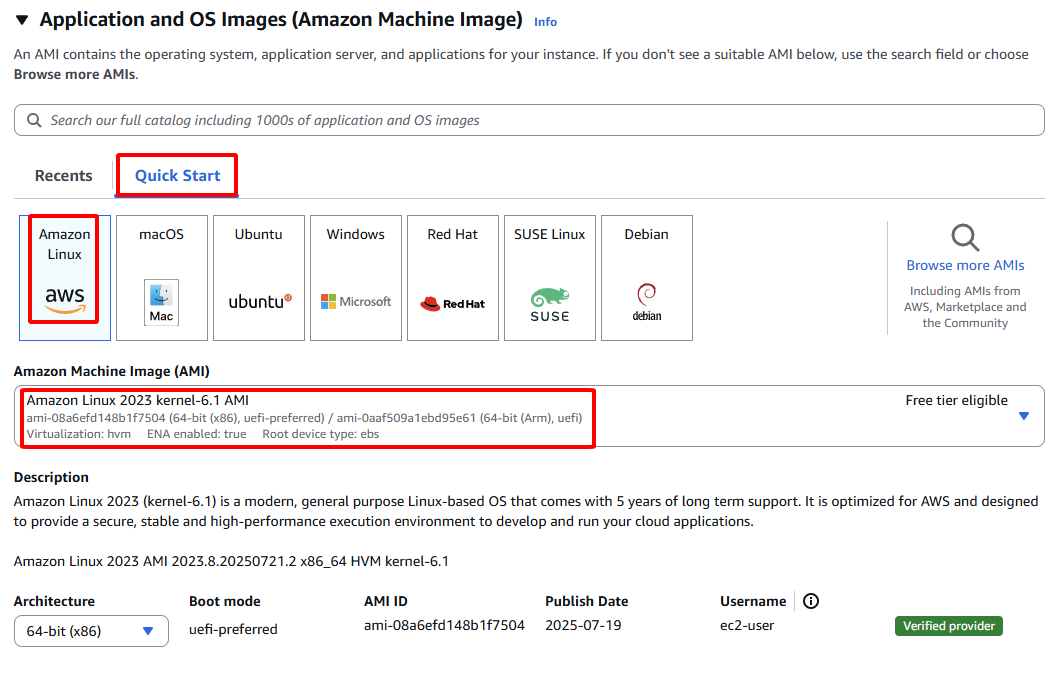 Application and OS Images (Amazon Machine Image) Info
An AMI contains the operating system, application server, and applications for your instance. If you don't see a suitable AMI below, use the search field or choose
Browse more AMIs.
Search our full catalog including 1000s of application and OS images
Recents Quick Start
Amazon
Linux
aws
macOS
Mac
Ubuntu
ubuntu
Windows
Microsoft
Red Hat
Red Hat
SUSE Linux
SUSE
Debian
debian
Browse more AMIs
Including AMIs from
AWS, Marketplace and
the Community
Amazon Machine Image (AMI)
Amazon Linux 2023 kernel-6.1 AMI Free tier eligible
ami-08a6efd148b1f7504 (64-bit (x86), uefi-preferred) / ami-0aaf509a1ebd95e61 (64-bit (Arm), uefi)
Virtualization: hvm ENA enabled: true Root device type: ebs
Description
Amazon Linux 2023 (kernel-6.1) is a modern, general purpose Linux-based OS that comes with 5 years of long term support. It is optimized for AWS and designed
to provide a secure, stable and high-performance execution environment to develop and run your cloud applications.
Amazon Linux 2023 AMI 2023.8.20250721.2 x86_64 HVM kernel-6.1
Architecture Boot mode AMI ID Publish Date Username
64-bit (x86) uefi-preferred ami-08a6efd148b1f7504 2025-07-19 ec2-user Verified provider